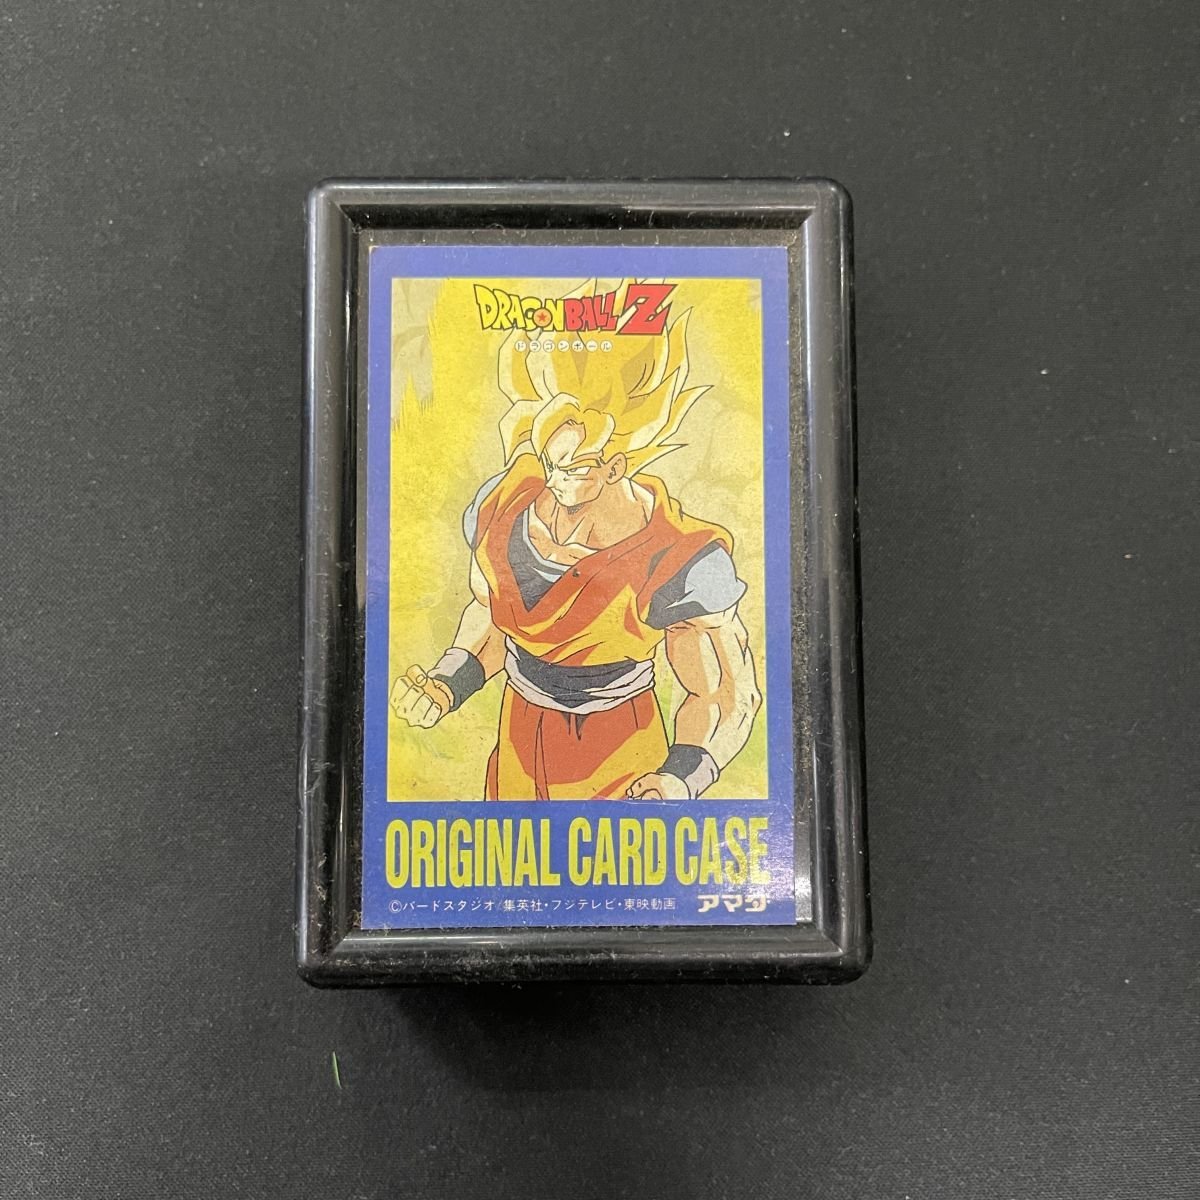 DRAGON BALL Z
ドラゴンボール
ORIGINAL CARD CASE
©バードスタジオ/集英社・フジテレビ・東映動画 アマダ